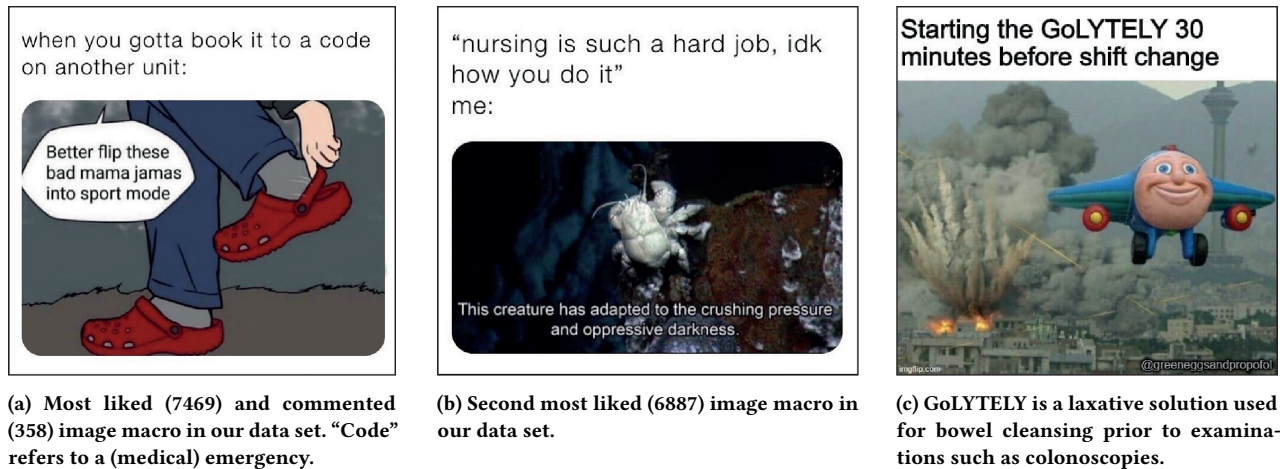 when you gotta book it to a code
on another unit:
Better flip these
bad mama jamas
into sport mode
(a) Most liked (7469) and commented
(358) image macro in our data set. “Code”
refers to a (medical) emergency.
“nursing is such a hard job, idk
how you do it”
me:
This creature has adapted to the crushing pressure
and oppressive darkness.
(b) Second most liked (6887) image macro in
our data set.
Starting the GoLYTELY 30
minutes before shift change
imgflip.com
@greeneggsandpropofol
(c) GoLYTELY is a laxative solution used
for bowel cleansing prior to examina-
tions such as colonoscopies.